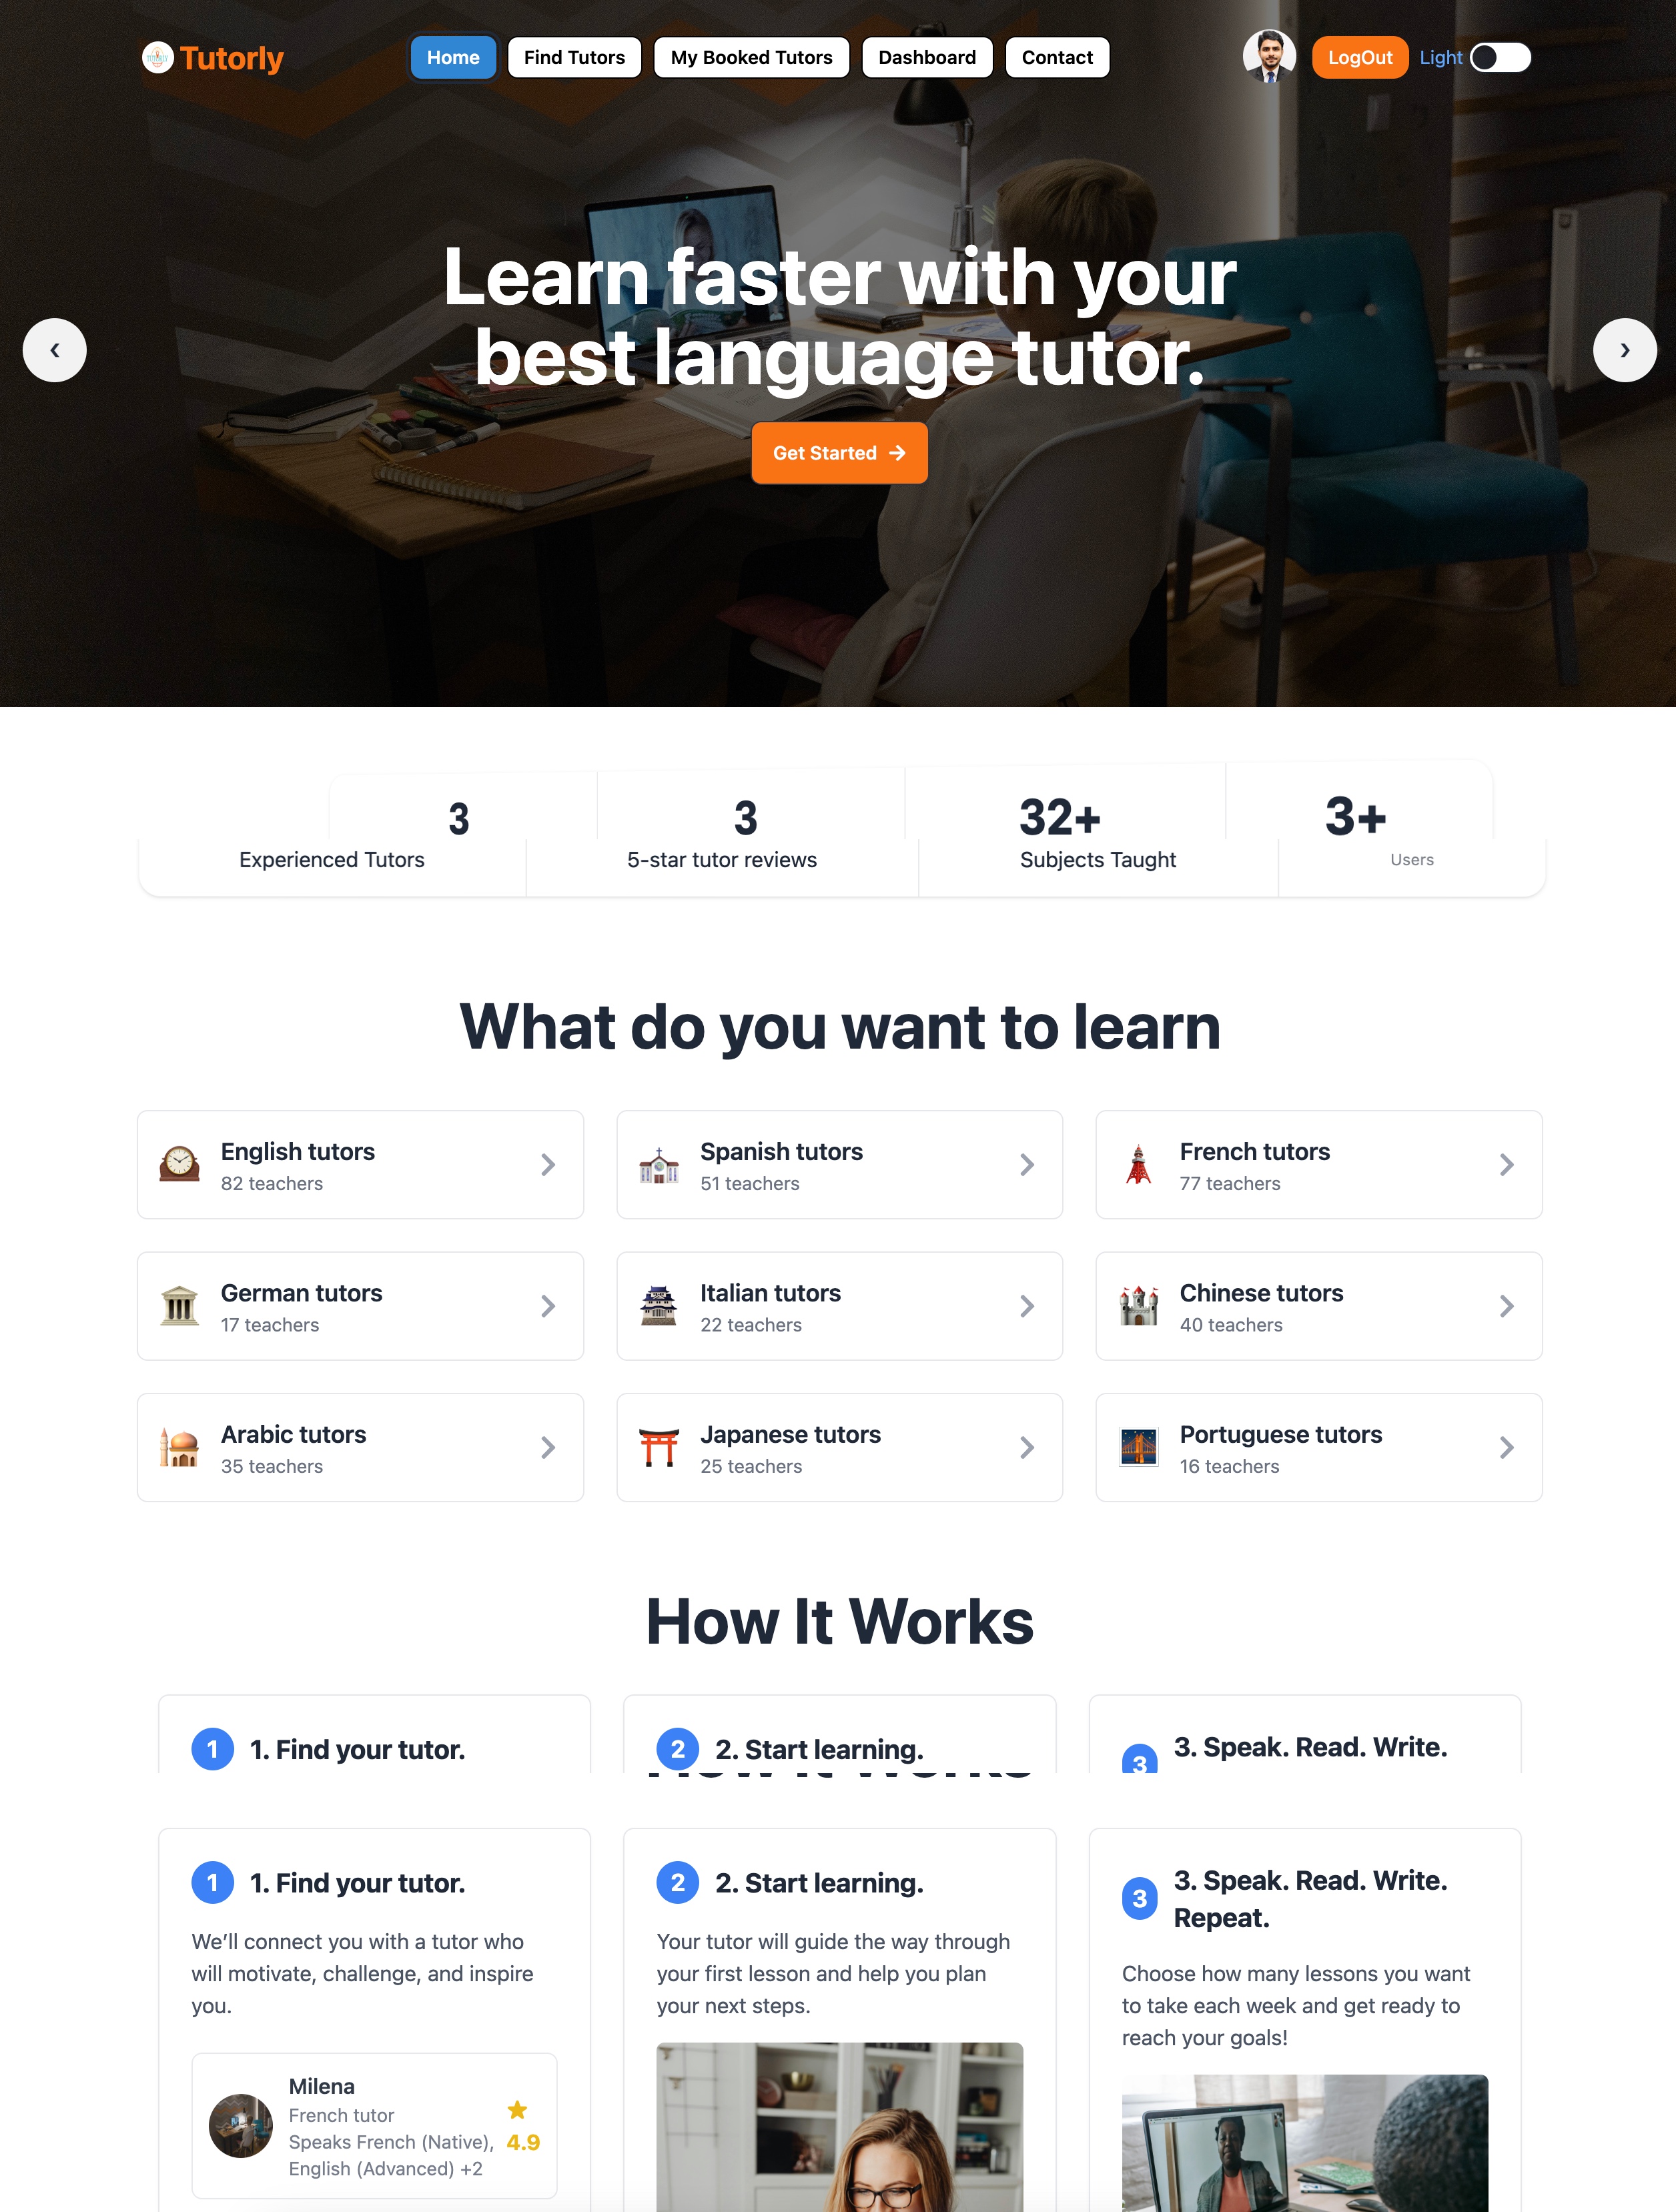 Tutorly
Home
Find Tutors
My Booked Tutors
Dashboard
Contact
LogOut
Light
Learn faster with your
best language tutor.
Get Started →
‹
›
3
3
32+
3+
Experienced Tutors
5-star tutor reviews
Subjects Taught
Users
What do you want to learn
English tutors
82 teachers
Spanish tutors
51 teachers
French tutors
77 teachers
German tutors
17 teachers
Italian tutors
22 teachers
Chinese tutors
40 teachers
Arabic tutors
35 teachers
Japanese tutors
25 teachers
Portuguese tutors
16 teachers
How It Works
1 1. Find your tutor.
2 2. Start learning.
3 3. Speak. Read. Write.
How It Works
1 1. Find your tutor.
We’ll connect you with a tutor who
will motivate, challenge, and inspire
you.
Milena
French tutor
Speaks French (Native),
English (Advanced) +2
4.9
2 2. Start learning.
Your tutor will guide the way through
your first lesson and help you plan
your next steps.
3 3. Speak. Read. Write.
Repeat.
Choose how many lessons you want
to take each week and get ready to
reach your goals!